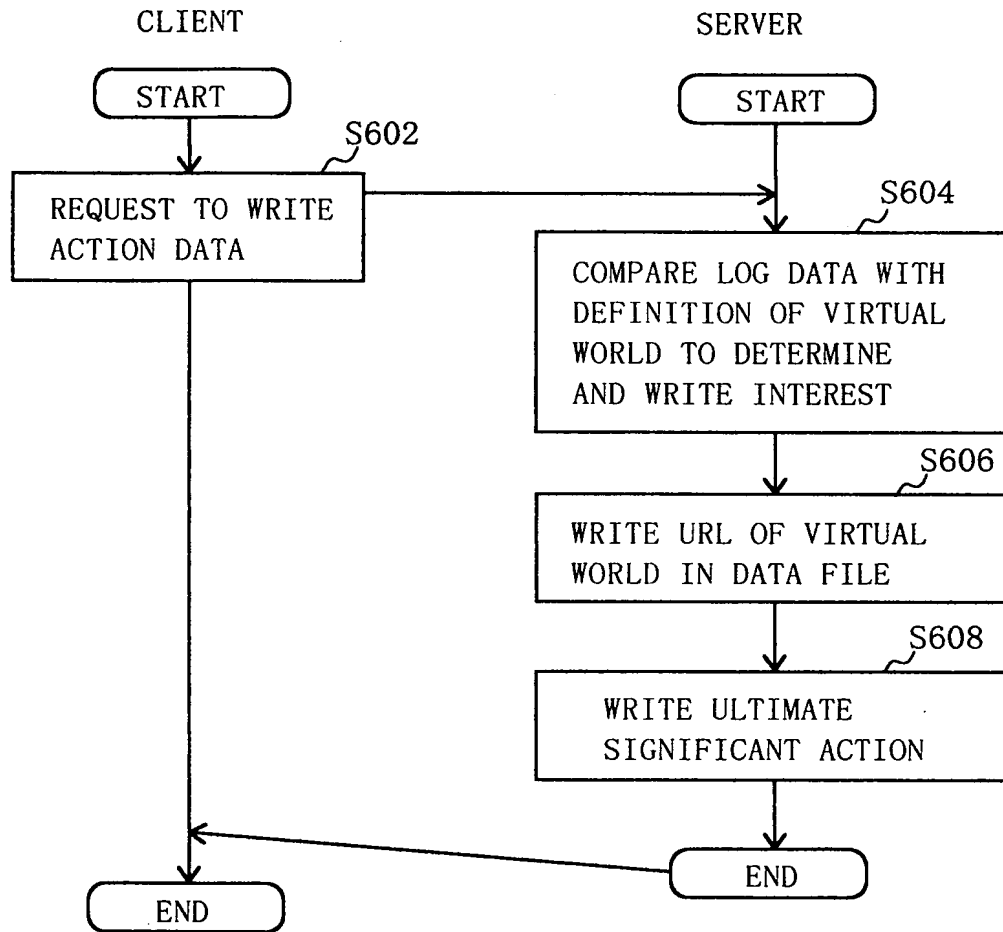 CLIENT
SERVER
START
START
S602
REQUEST TO WRITE
ACTION DATA
S604
COMPARE LOG DATA WITH
DEFINITION OF VIRTUAL
WORLD TO DETERMINE
AND WRITE INTEREST
S606
WRITE URL OF VIRTUAL
WORLD IN DATA FILE
S608
WRITE ULTIMATE
SIGNIFICANT ACTION
END
END